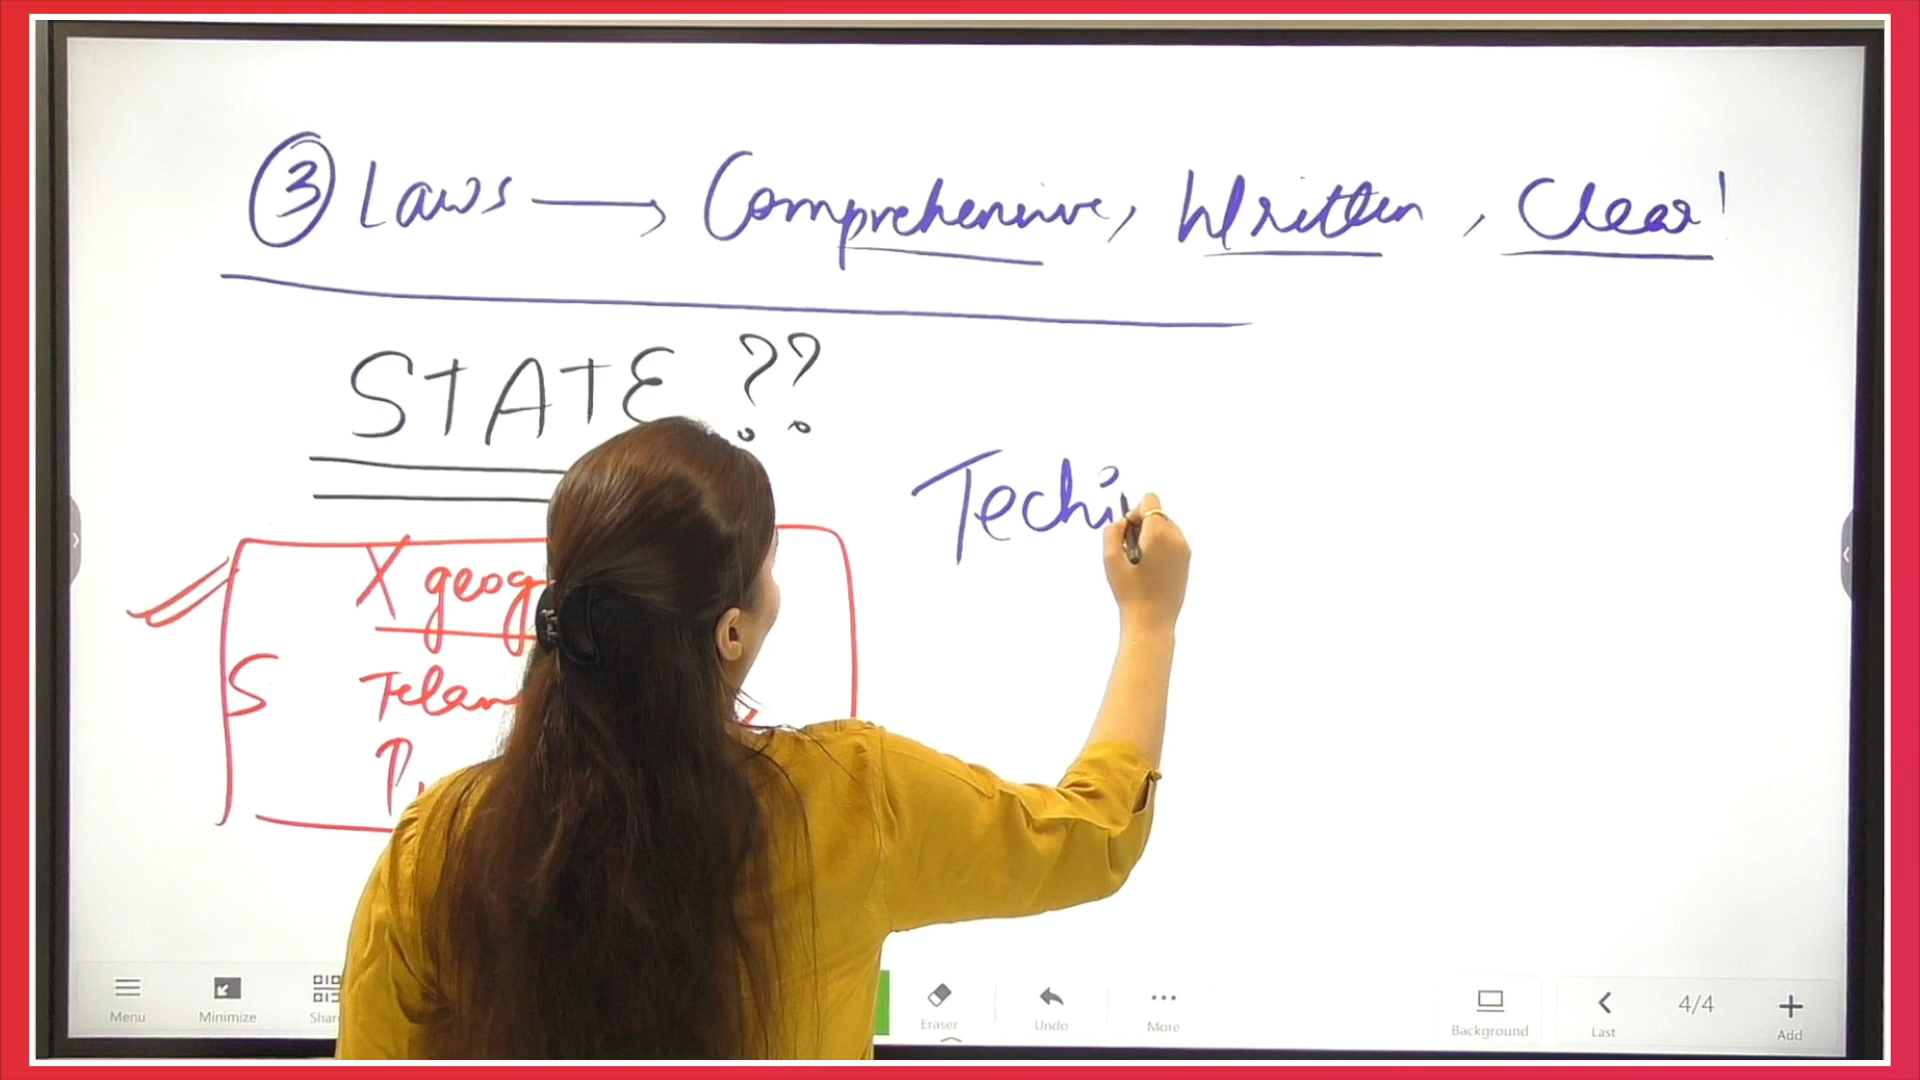 ③ Laws → Comprehensive, Written, Clear!
STATE ??
Techi
X geog
S Telan
Menu Minimize Shar Eraser Undo More Background Last 4/4 Add